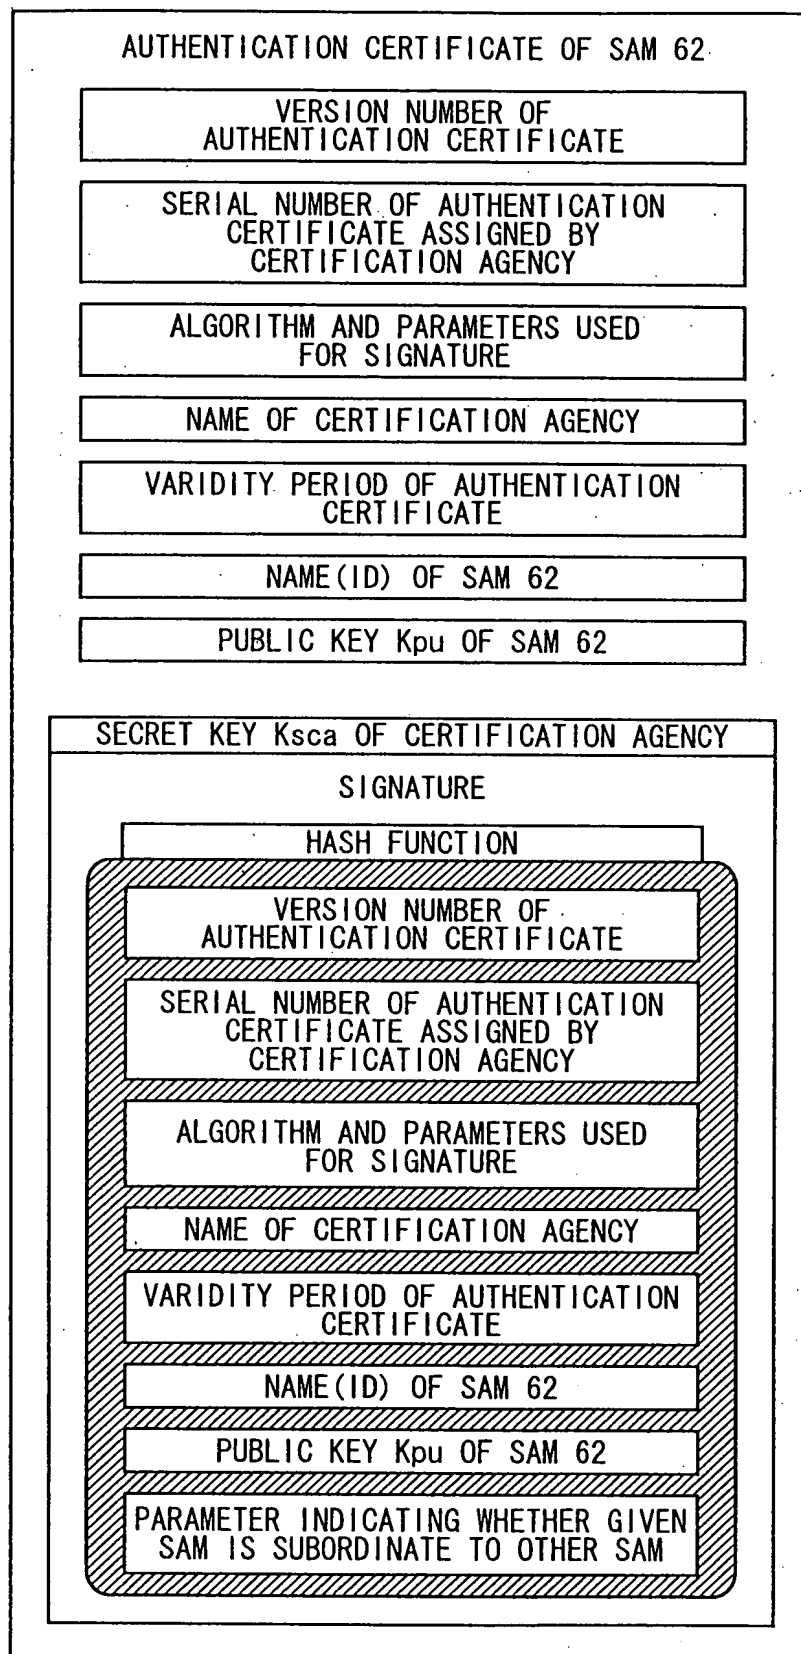 AUTHENTICATION CERTIFICATE OF SAM 62
VERSION NUMBER OF
AUTHENTICATION CERTIFICATE
SERIAL NUMBER OF AUTHENTICATION
CERTIFICATE ASSIGNED BY
CERTIFICATION AGENCY
ALGORITHM AND PARAMETERS USED
FOR SIGNATURE
NAME OF CERTIFICATION AGENCY
VARIDITY PERIOD OF AUTHENTICATION
CERTIFICATE
NAME(ID) OF SAM 62
PUBLIC KEY Kpu OF SAM 62
SECRET KEY Ksca OF CERTIFICATION AGENCY
SIGNATURE
HASH FUNCTION
VERSION NUMBER OF
AUTHENTICATION CERTIFICATE
SERIAL NUMBER OF AUTHENTICATION
CERTIFICATE ASSIGNED BY
CERTIFICATION AGENCY
ALGORITHM AND PARAMETERS USED
FOR SIGNATURE
NAME OF CERTIFICATION AGENCY
VARIDITY PERIOD OF AUTHENTICATION
CERTIFICATE
NAME(ID) OF SAM 62
PUBLIC KEY Kpu OF SAM 62
PARAMETER INDICATING WHETHER GIVEN
SAM IS SUBORDINATE TO OTHER SAM